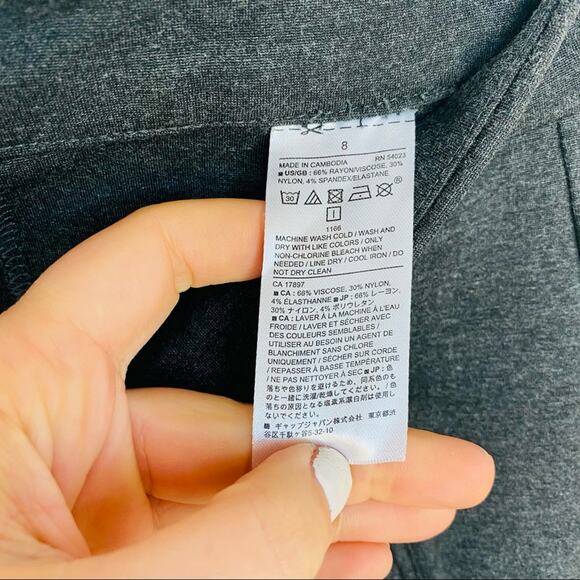 8
MADE IN CAMBODIA RN 54023
■ US/GB: 66% RAYON/VISCOSE, 30%
NYLON, 4% SPANDEX/ELASTANE
30
I
1166
MACHINE WASH COLD / WASH AND
DRY WITH LIKE COLORS / ONLY
NON-CHLORINE BLEACH WHEN
NEEDED / LINE DRY / COOL IRON / DO
NOT DRY CLEAN
CA 17897
■ CA: 66% VISCOSE, 30% NYLON,
4% ÉLASTHANNE ■ JP: 66% レーヨン,
30% ナイロン, 4% ポリウレタン
■ CA: LAVER À LA MACHINE À L'EAU
FROIDE / LAVER ET SÉCHER AVEC
DES COULEURS SEMBLABLES /
UTILISER AU BESOIN UN AGENT DE
BLANCHIMENT SANS CHLORE
UNIQUEMENT / SÉCHER SUR CORDE
/ REPASSER À BASSE TEMPÉRATURE
/ NE PAS NETTOYER À SEC ■ JP: 色
落ちや色移りを避けるため、同系色のも
のと一緒に洗濯/乾燥してください。/ 色
落ちの原因となる塩素系漂白剤は使用し
ないでください。
ギャップジャパン株式会社 東京都渋
谷区千駄ヶ谷5-32-10